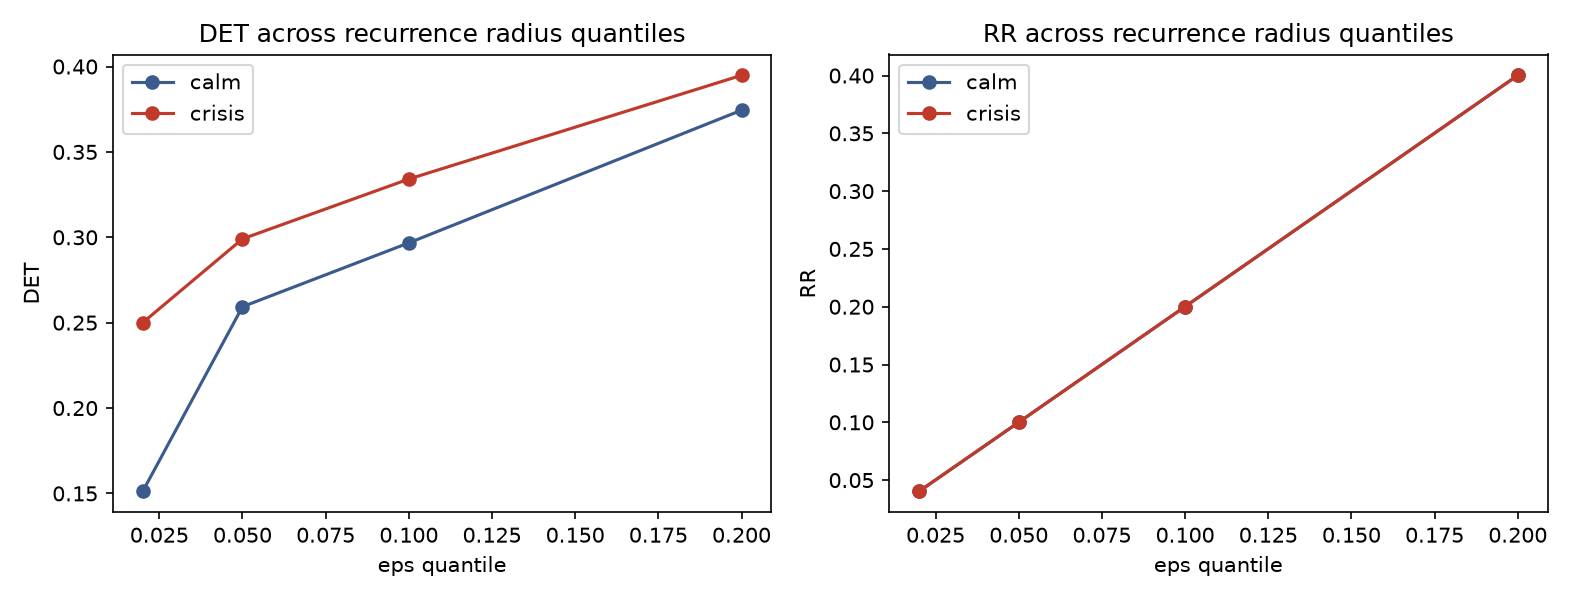 DET across recurrence radius quantiles
calm
crisis
0.40
0.35
0.30
0.25
0.20
0.15
DET
0.025 0.050 0.075 0.100 0.125 0.150 0.175 0.200
eps quantile
RR across recurrence radius quantiles
calm
crisis
0.40
0.35
0.30
0.25
0.20
0.15
0.10
0.05
RR
0.025 0.050 0.075 0.100 0.125 0.150 0.175 0.200
eps quantile